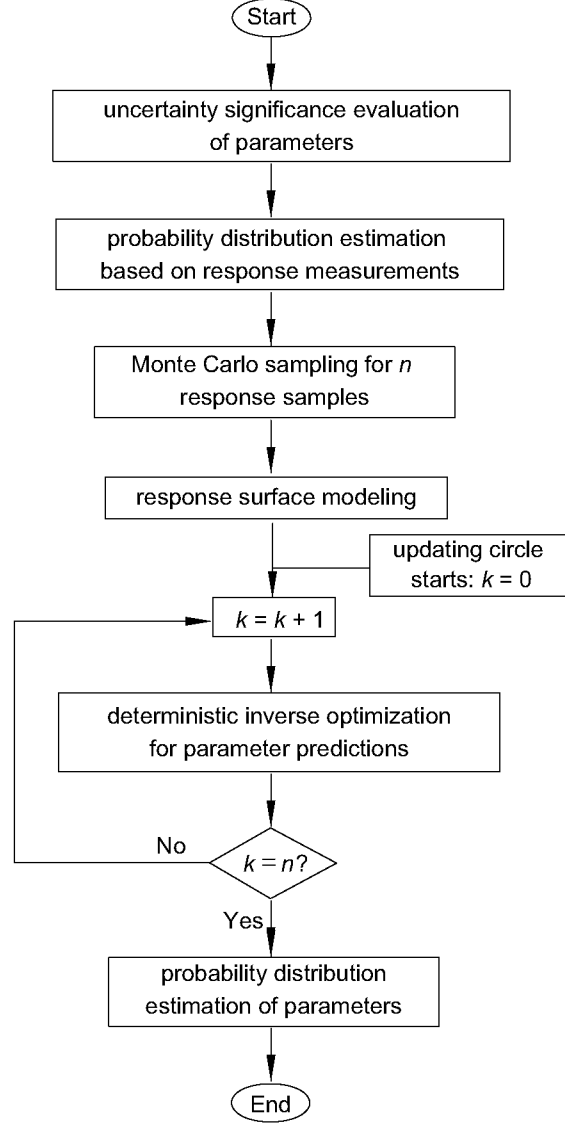 Start
uncertainty significance evaluation
of parameters
probability distribution estimation
based on response measurements
Monte Carlo sampling for n
response samples
response surface modeling
updating circle
starts: k = 0
k = k + 1
deterministic inverse optimization
for parameter predictions
No
k = n?
Yes
probability distribution
estimation of parameters
End